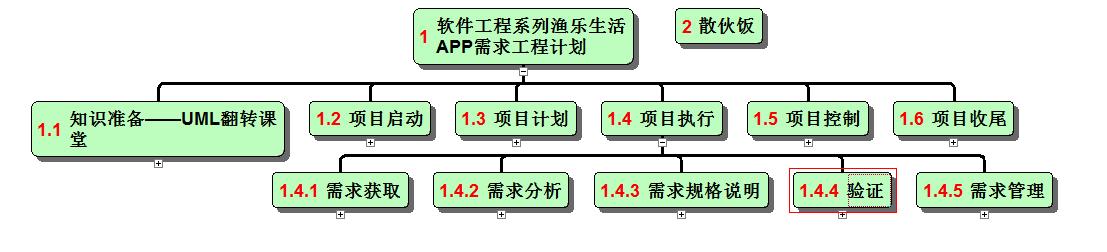 1 软件工程系列渔乐生活
APP需求工程计划
2 散伙饭
1.1 知识准备——UML翻转课
堂
1.2 项目启动
1.3 项目计划
1.4 项目执行
1.5 项目控制
1.6 项目收尾
1.4.1 需求获取
1.4.2 需求分析
1.4.3 需求规格说明
1.4.4 验证
1.4.5 需求管理